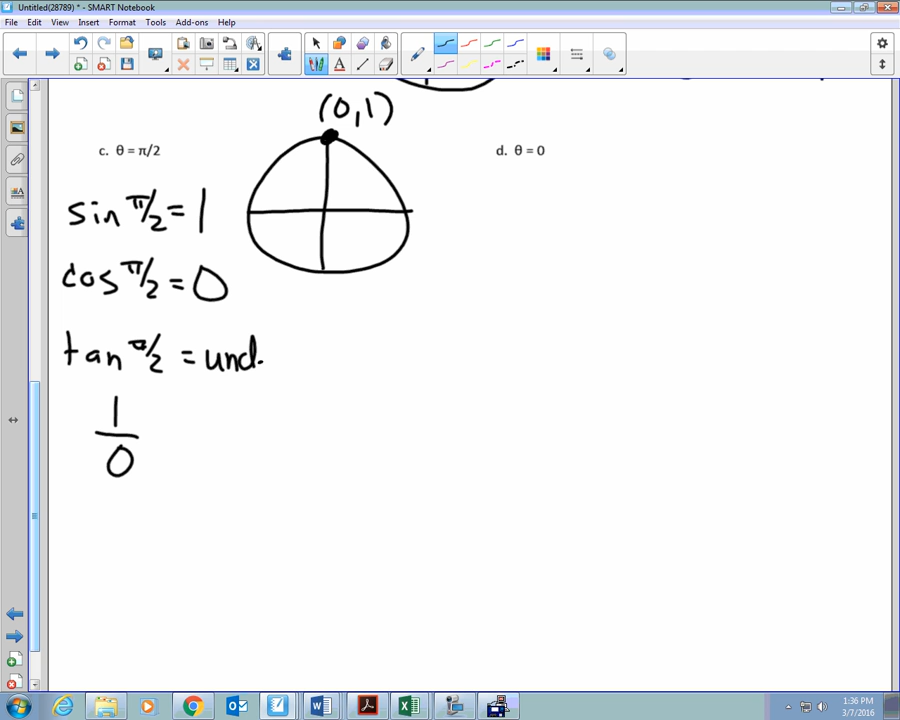 Untitled(28789) * - SMART Notebook
File Edit View Insert Format Tools Add-ons Help
(0,1)
c. θ = π/2
d. θ = 0
sin π/2 = 1
cos π/2 = 0
tan π/2 = und.
1
0
1:36 PM
3/7/2016